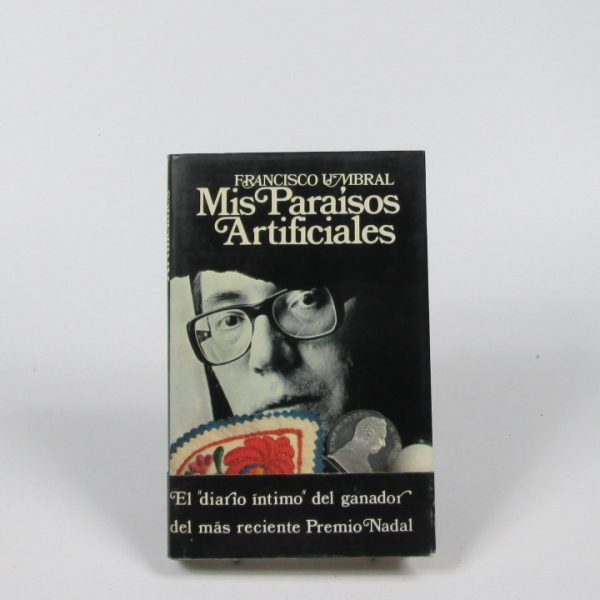 FRANCISCO UMBRAL
Mis Paraísos
Artificiales
El "diario íntimo" del ganador
del más reciente Premio Nadal